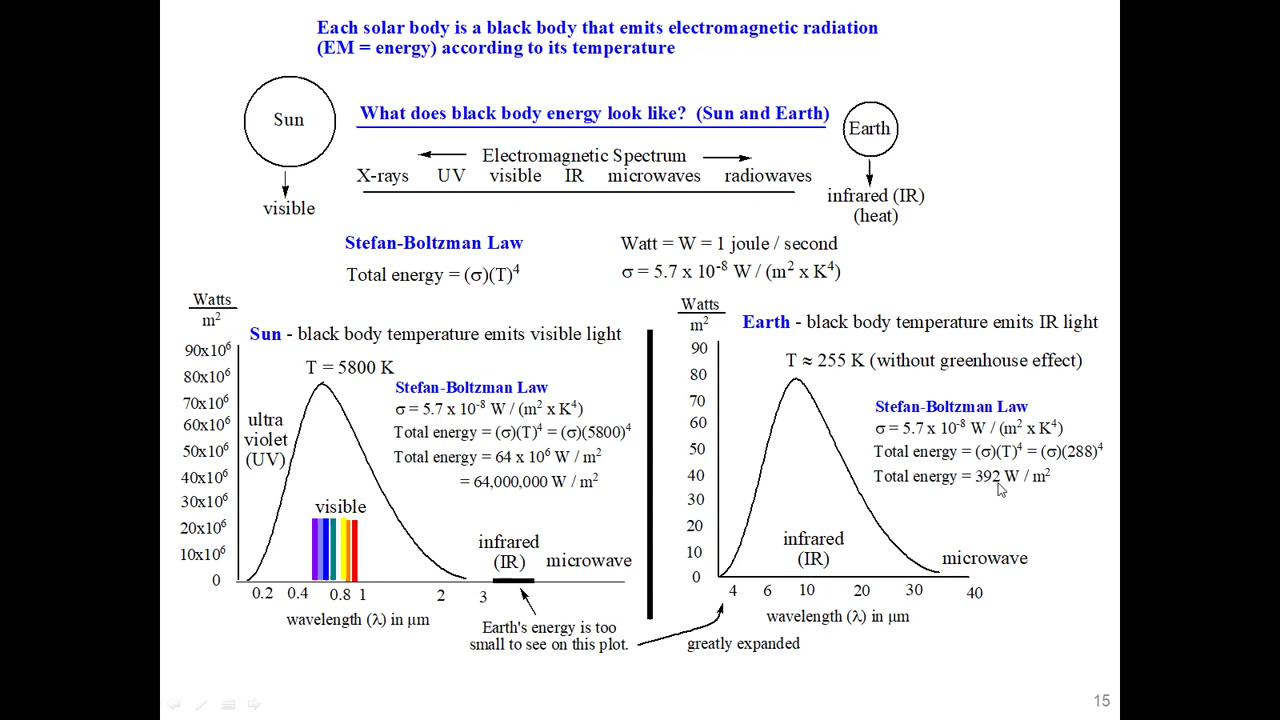 Each solar body is a black body that emits electromagnetic radiation
(EM = energy) according to its temperature
Sun
What does black body energy look like? (Sun and Earth)
Earth
Electromagnetic Spectrum
X-rays UV visible IR microwaves radiowaves
visible
infrared (IR)
(heat)
Stefan-Boltzman Law
Total energy = (σ)(T)⁴
Watt = W = 1 joule / second
σ = 5.7 x 10⁻⁸ W / (m² x K⁴)
Watts
m²
Sun - black body temperature emits visible light
90x10⁶
80x10⁶
70x10⁶
60x10⁶
50x10⁶
40x10⁶
30x10⁶
20x10⁶
10x10⁶
0
T = 5800 K
ultra
violet
(UV)
Stefan-Boltzman Law
σ = 5.7 x 10⁻⁸ W / (m² x K⁴)
Total energy = (σ)(T)⁴ = (σ)(5800)⁴
Total energy = 64 x 10⁶ W / m²
= 64,000,000 W / m²
visible
infrared
(IR)
microwave
0.2 0.4 0.8 1 2 3
wavelength (λ) in μm
Earth's energy is too
small to see on this plot.
Watts
m²
Earth - black body temperature emits IR light
90
80
70
60
50
40
30
20
10
0
T ≈ 255 K (without greenhouse effect)
Stefan-Boltzman Law
σ = 5.7 x 10⁻⁸ W / (m² x K⁴)
Total energy = (σ)(T)⁴ = (σ)(288)⁴
Total energy = 392 W / m²
infrared
(IR)
microwave
4 6 10 20 30 40
wavelength (λ) in μm
greatly expanded
15